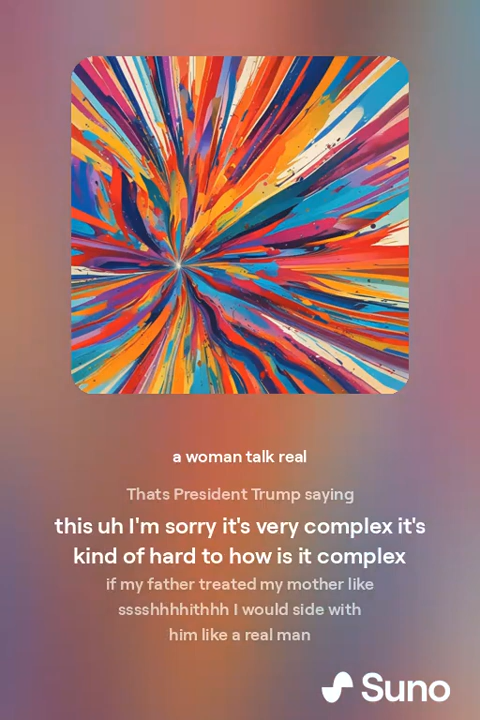 a woman talk real
Thats President Trump saying
this uh I'm sorry it's very complex it's
kind of hard to how is it complex
if my father treated my mother like
sssshhhhithhh I would side with
him like a real man
Suno